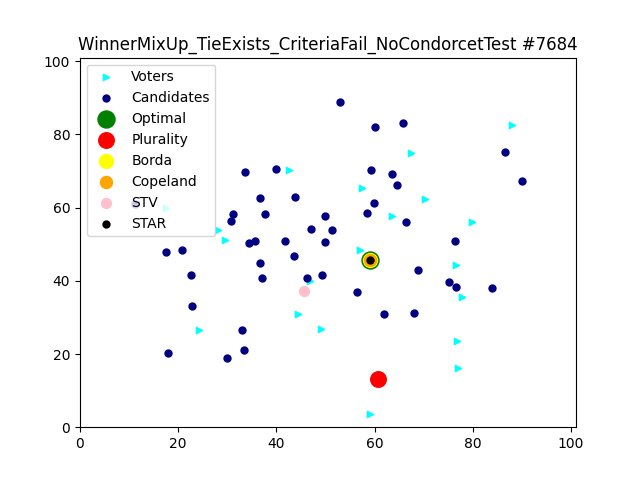 WinnerMixUp_TieExists_CriteriaFail_NoCondorcetTest #7684
100
80
60
40
20
0
Voters
Candidates
Optimal
Plurality
Borda
Copeland
STV
STAR
0 20 40 60 80 100